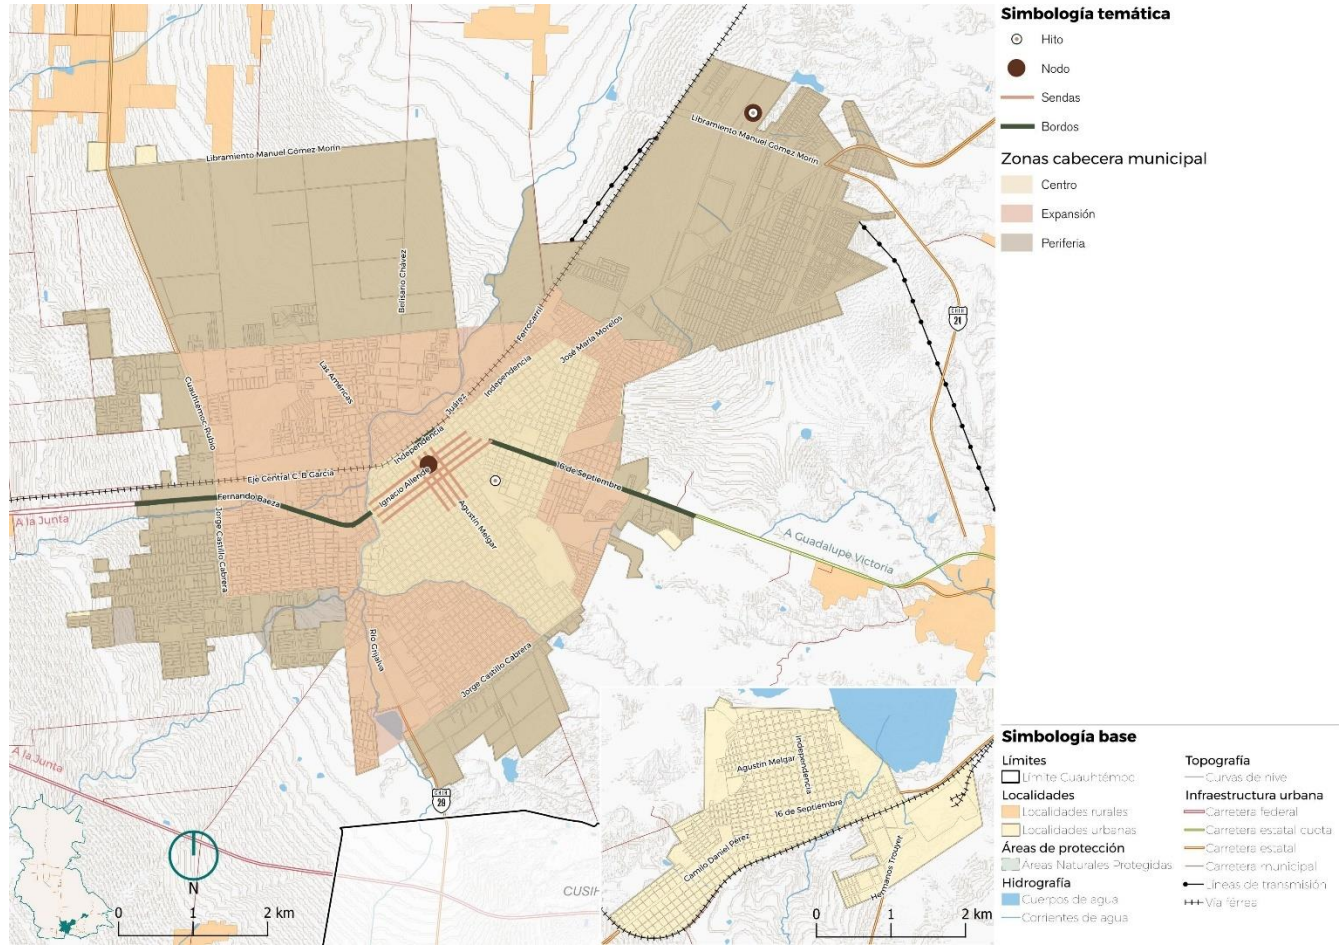 Simbología temática
Hito
Nodo
Sendas
Bordos
Zonas cabecera municipal
Centro
Expansión
Periferia
Libramiento Manuel Gómez Morin
Libramiento Manuel Gómez Morin
Belisario Chávez
Ferrocarril
José María Morelos
CHIH
21
Las Américas
Independencia
Cuauhtémoc-Rubio
Juárez
Independencia
Eje Central C. B García
16 de Septiembre
Ignacio Allende
Fernando Baeza
A la Junta
Agustín Melgar
Jorge Castillo Cabrera
A Guadalupe Victoria
Río Grijalva
Jorge Castillo Cabrera
A la Junta
CHIH
29
N
0 1 2 km
CUSIH
Independencia
Agustín Melgar
16 de Septiembre
Camilo Daniel Pérez
Hermanos Trouyer
0 1 2 km
Simbología base
Límites
Límite Cuauhtémoc
Localidades
Localidades rurales
Localidades urbanas
Áreas de protección
Áreas Naturales Protegidas
Hidrografía
Cuerpos de agua
Corrientes de agua
Topografía
Curvas de nive
Infraestructura urbana
Carretera federal
Carretera estatal cuota
Carretera estatal
Carretera municipal
Líneas de transmisión
Vía férrea